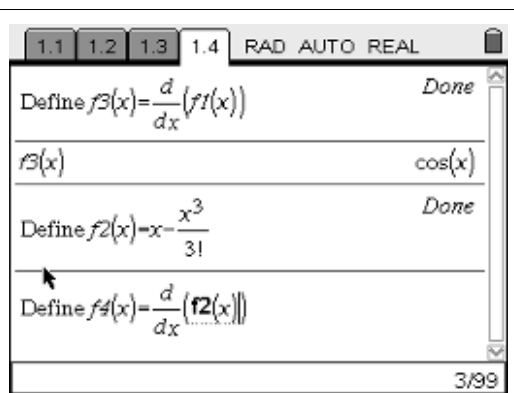 1.1 1.2 1.3 1.4 RAD AUTO REAL
Define f3(x)=d/dx(f1(x)) Done
f3(x) cos(x)
Define f2(x)=x-x^3/3! Done
Define f4(x)=d/dx(f2(x))
3/99